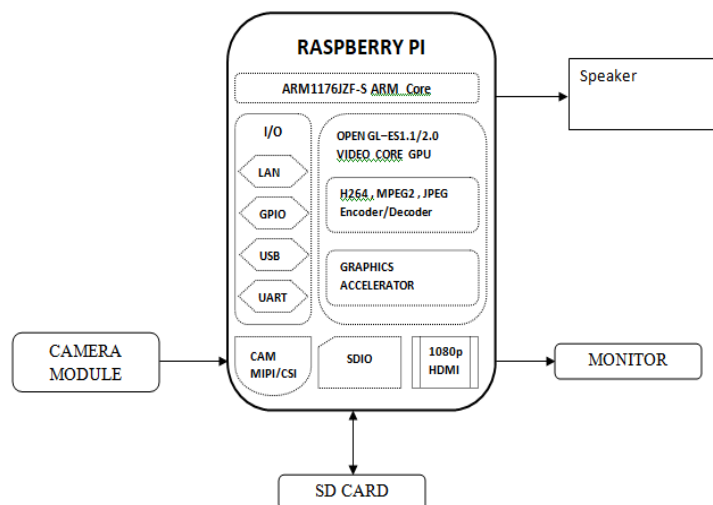 RASPBERRY PI
ARM1176JZF-S ARM Core
I/O
LAN
GPIO
USB
UART
OPEN GL–ES1.1/2.0
VIDEO CORE GPU
H264 , MPEG2 , JPEG
Encoder/Decoder
GRAPHICS
ACCELERATOR
CAM
MIPI/CSI
SDIO
1080p
HDMI
Speaker
CAMERA
MODULE
MONITOR
SD CARD